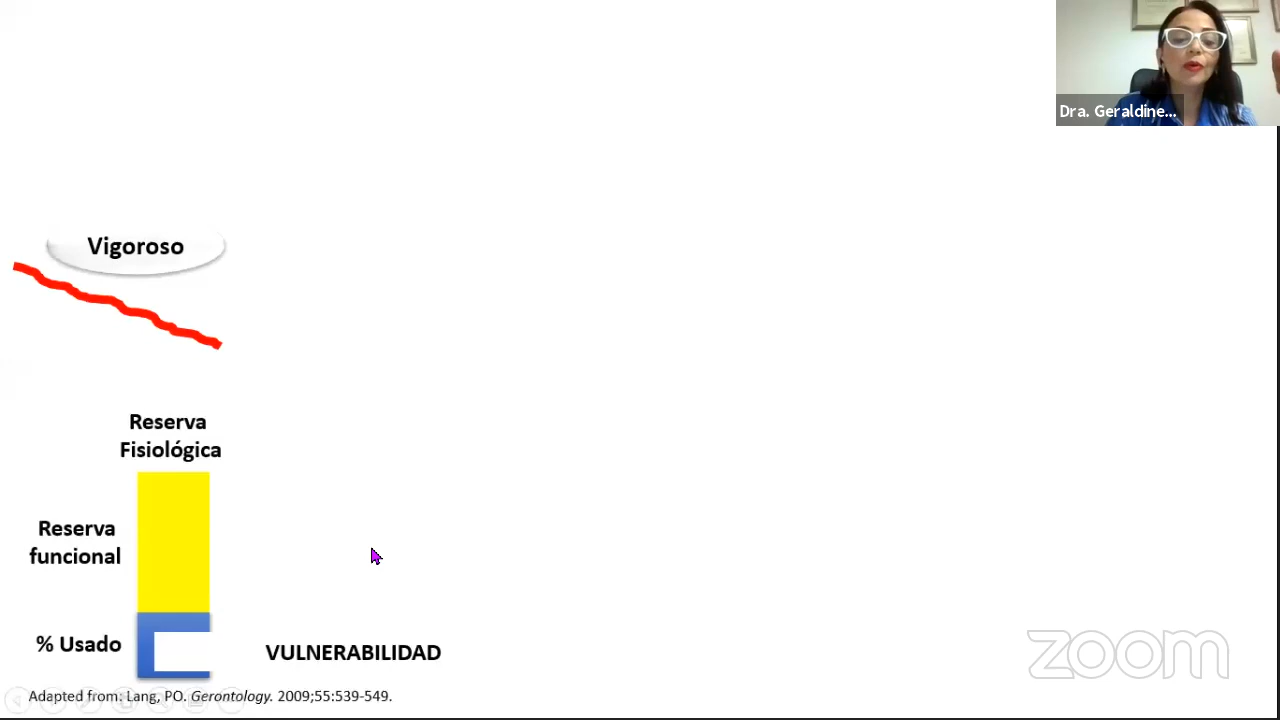 Dra. Geraldine...
Vigoroso
Reserva
Fisiológica
Reserva
funcional
% Usado
VULNERABILIDAD
zoom
Adapted from: Lang, PO. Gerontology. 2009;55:539-549.